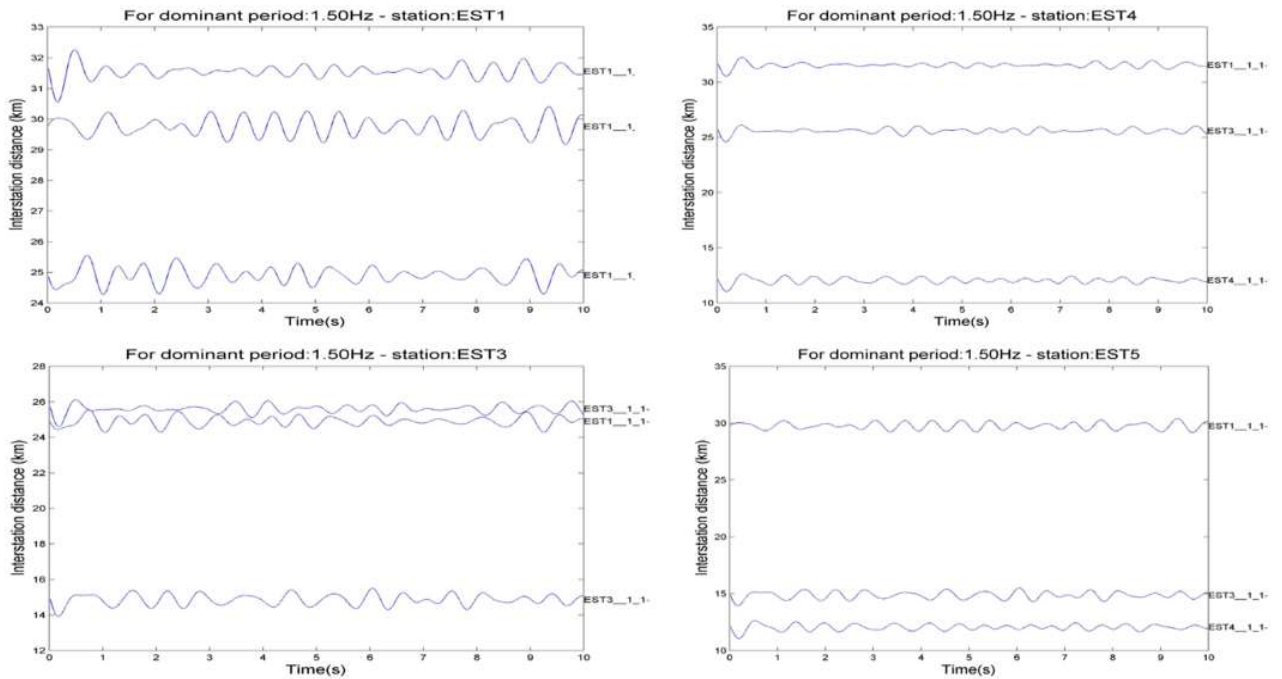 For dominant period:1.50Hz - station:EST1
33
32
31
30
29
28
27
26
25
24
Interstation distance (km)
EST1__1_
EST1__1_
EST1__1_
0 1 2 3 4 5 6 7 8 9 10
Time(s)
For dominant period:1.50Hz - station:EST4
35
30
25
20
15
10
Interstation distance (km)
EST1__1_1-
EST3__1_1-
EST4__1_1-
0 1 2 3 4 5 6 7 8 9 10
Time(s)
For dominant period:1.50Hz - station:EST3
28
26
24
22
20
18
16
14
12
Interstation distance (km)
EST3__1_1-
EST1__1_1-
EST3__1_1-
0 1 2 3 4 5 6 7 8 9 10
Time(s)
For dominant period:1.50Hz - station:EST5
35
30
25
20
15
10
Interstation distance (km)
EST1__1_1-
EST3__1_1-
EST4__1_1-
0 1 2 3 4 5 6 7 8 9 10
Time(s)